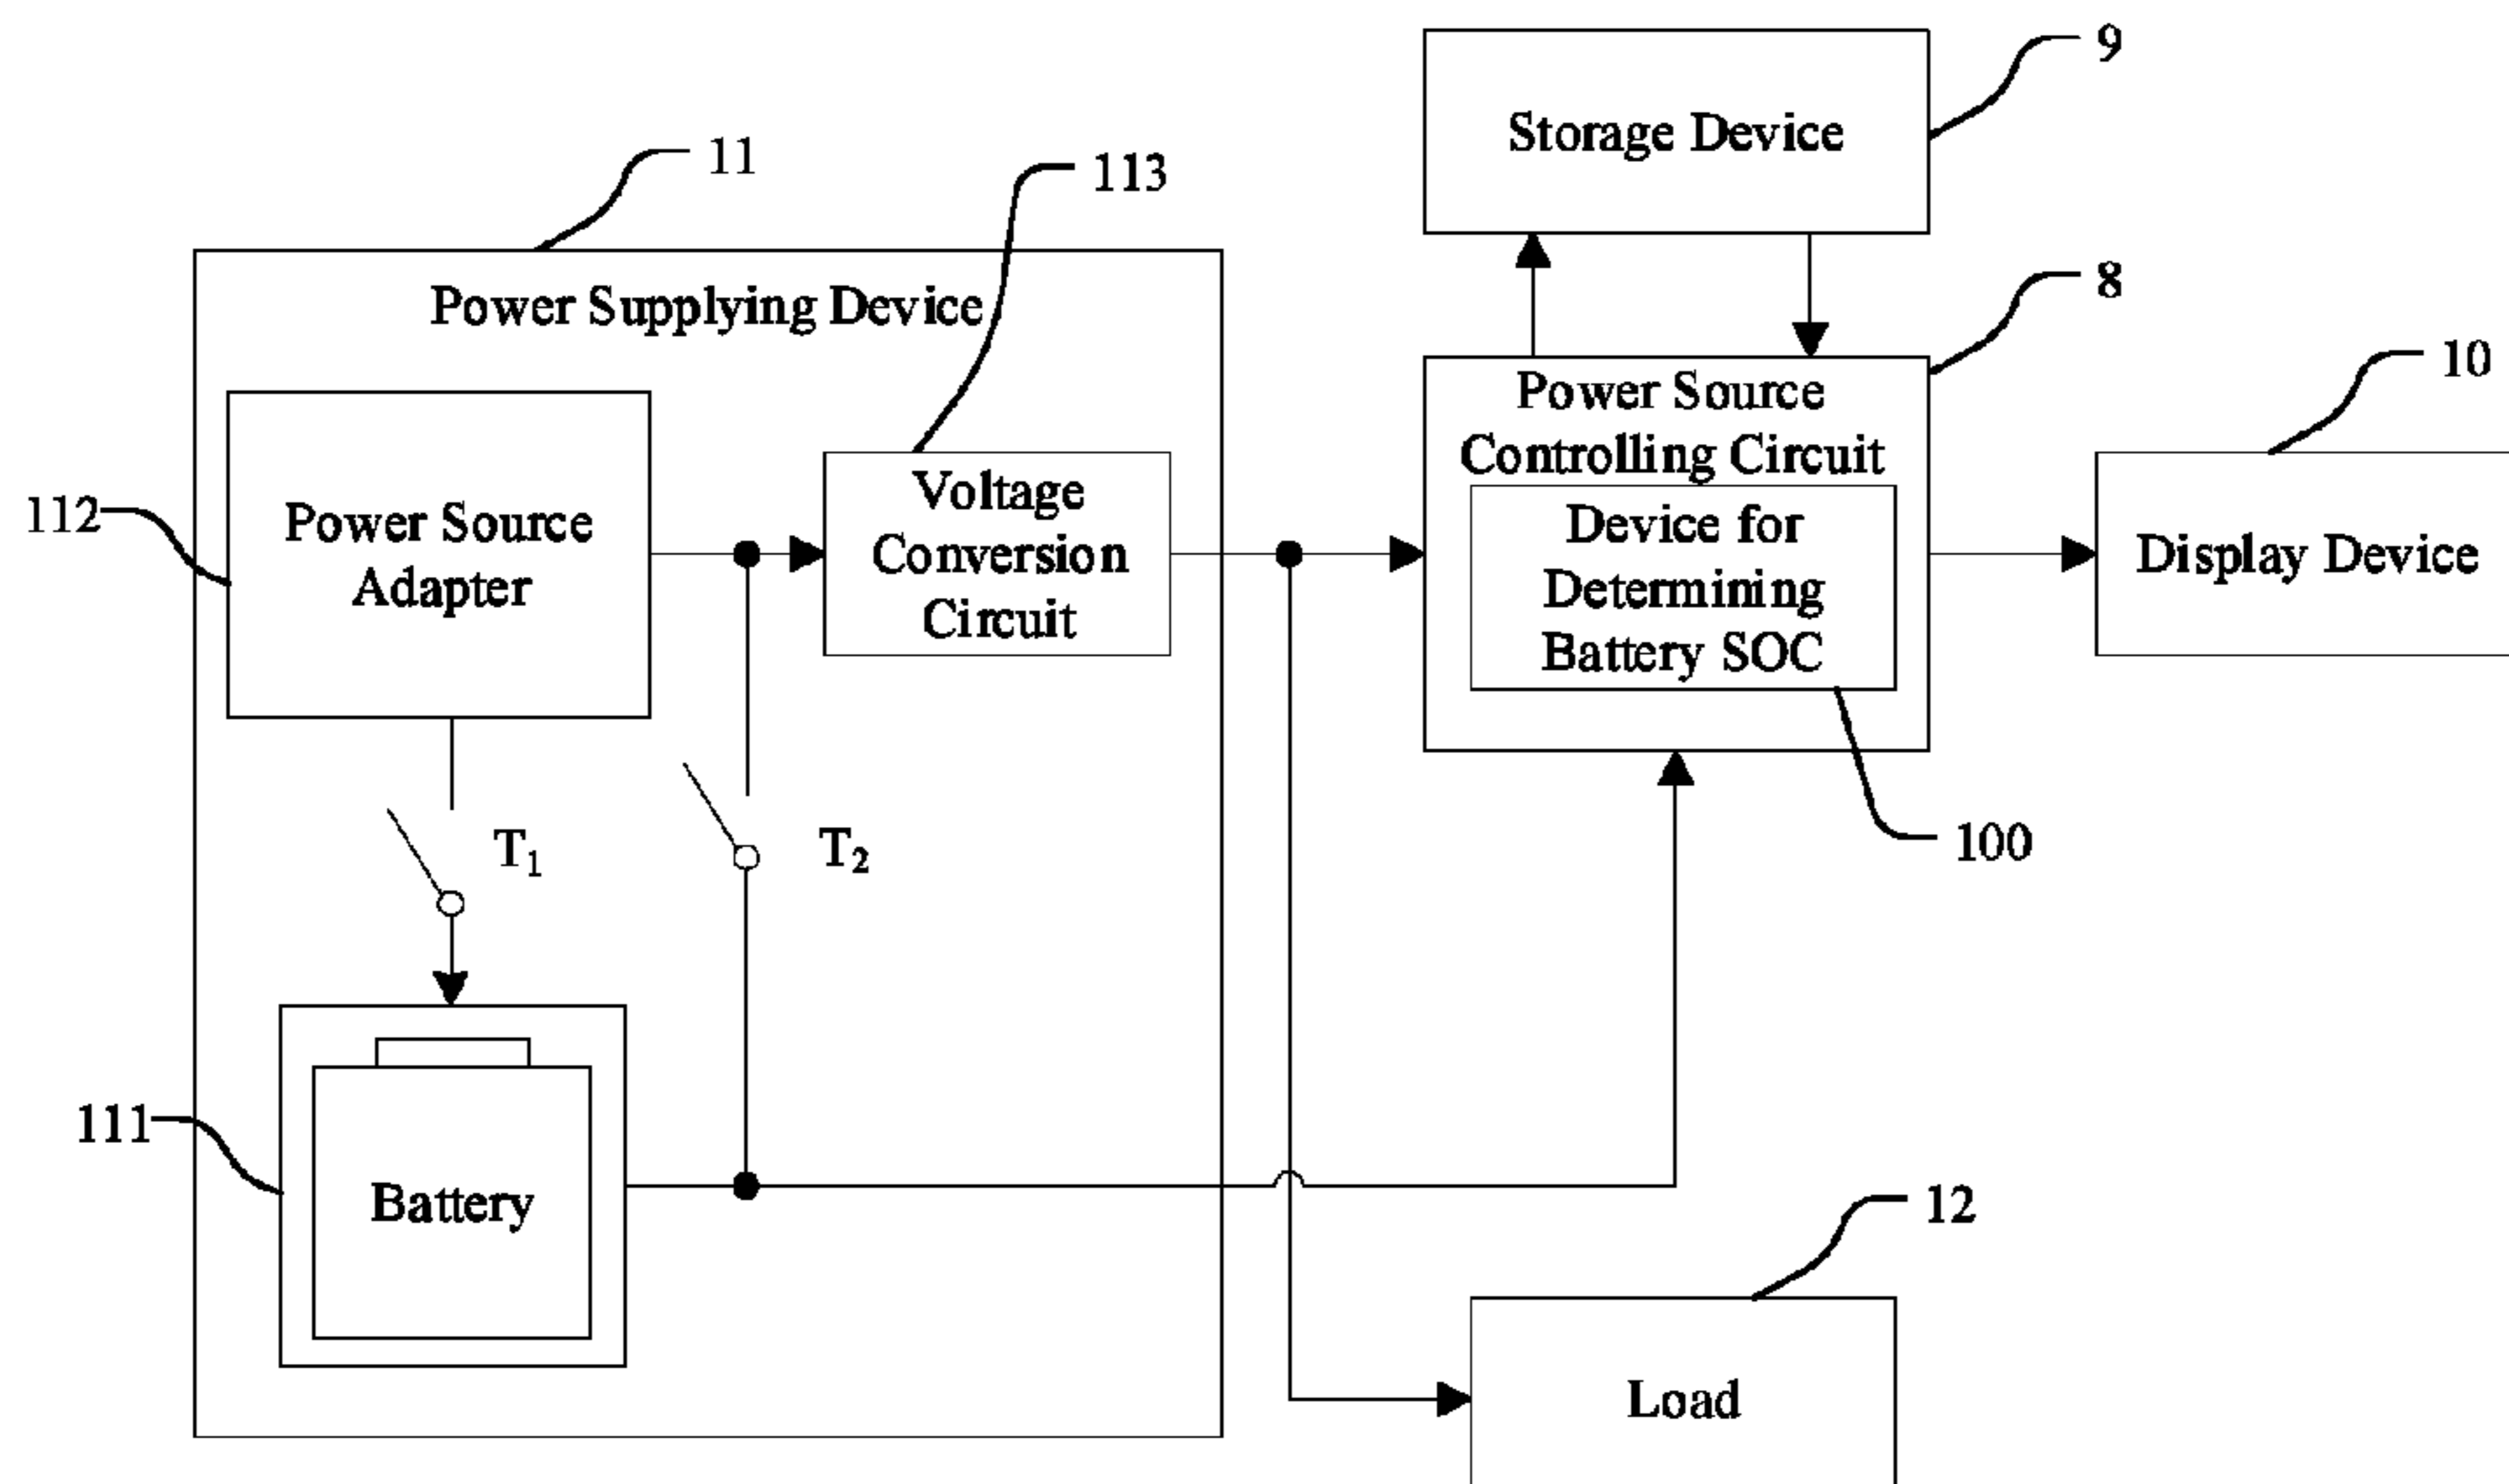 9
Storage Device
11
113
8
Power Supplying Device
10
Power Source
Controlling Circuit
112
Power Source
Adapter
Voltage
Conversion
Circuit
Device for
Determining
Battery SOC
Display Device
T₁
T₂
100
111
Battery
12
Load